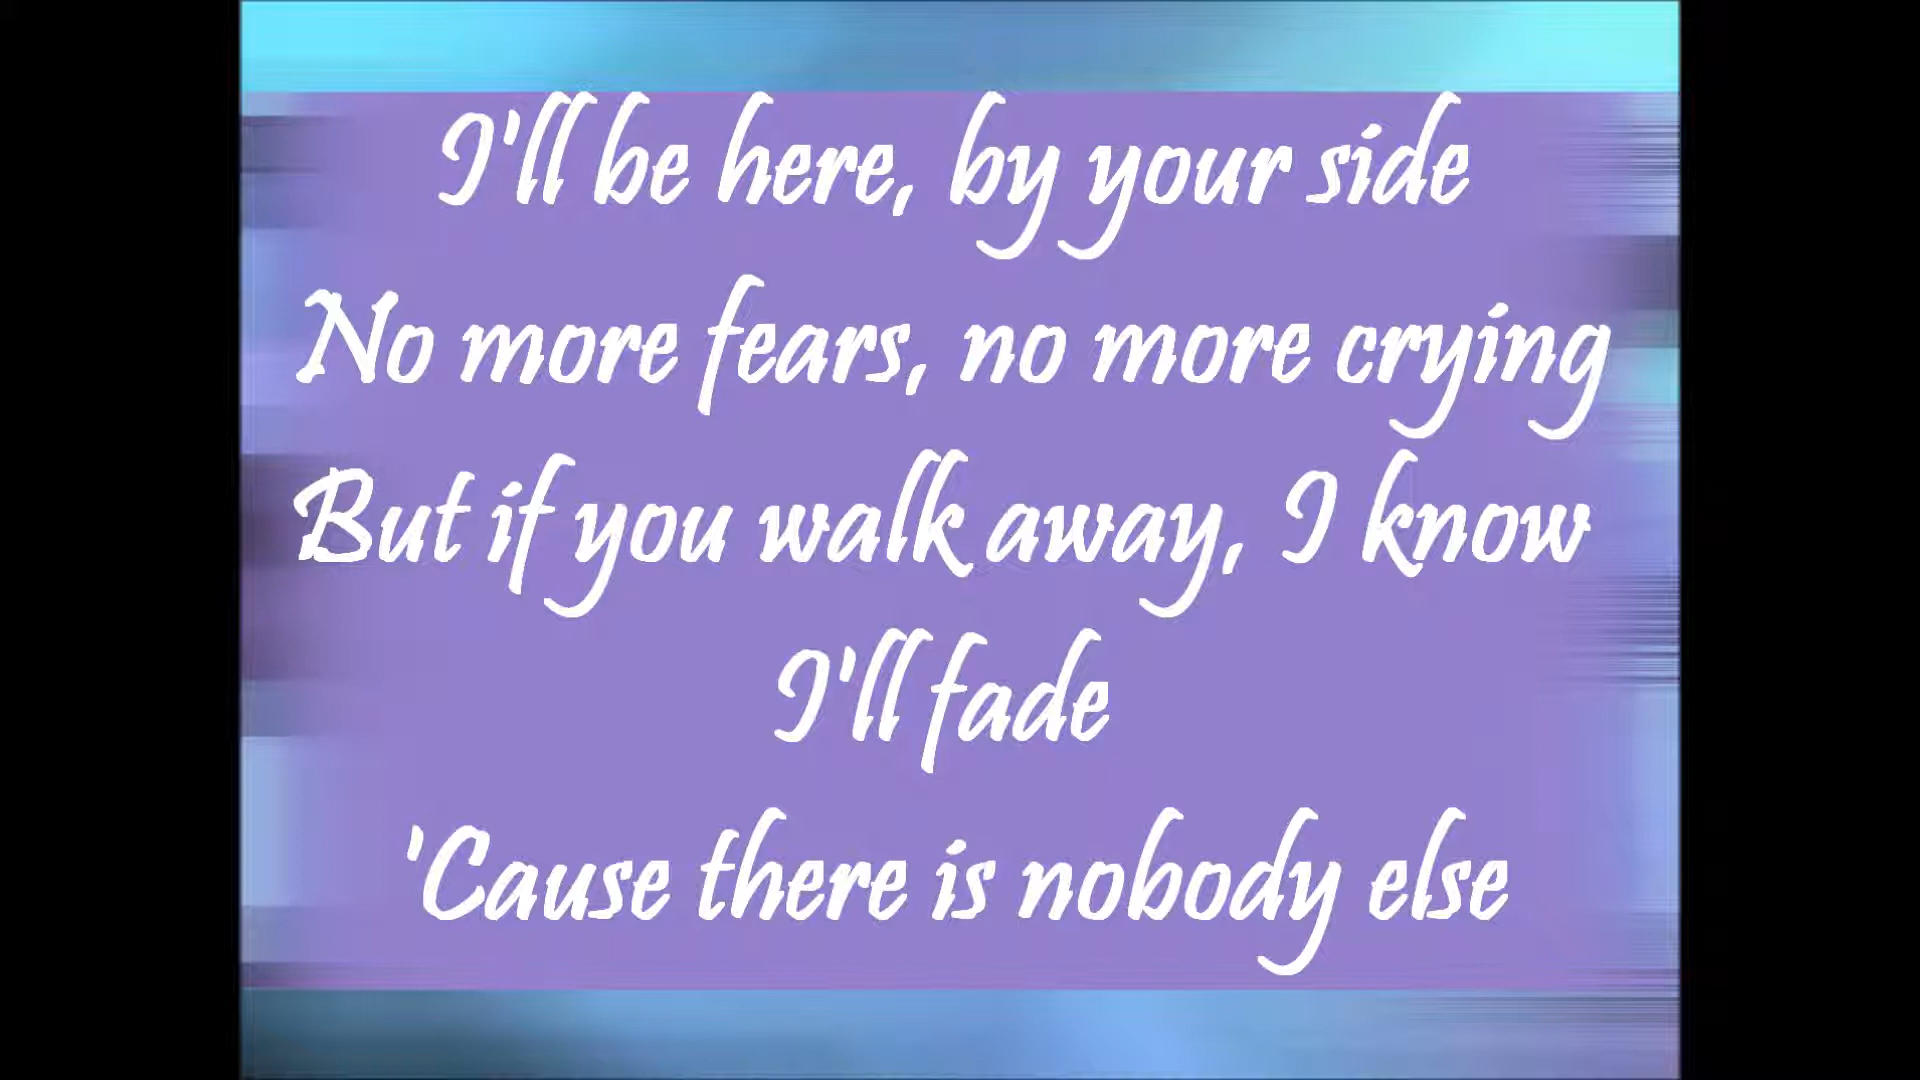 I'll be here, by your side
No more fears, no more crying
But if you walk away, I know
I'll fade
'Cause there is nobody else